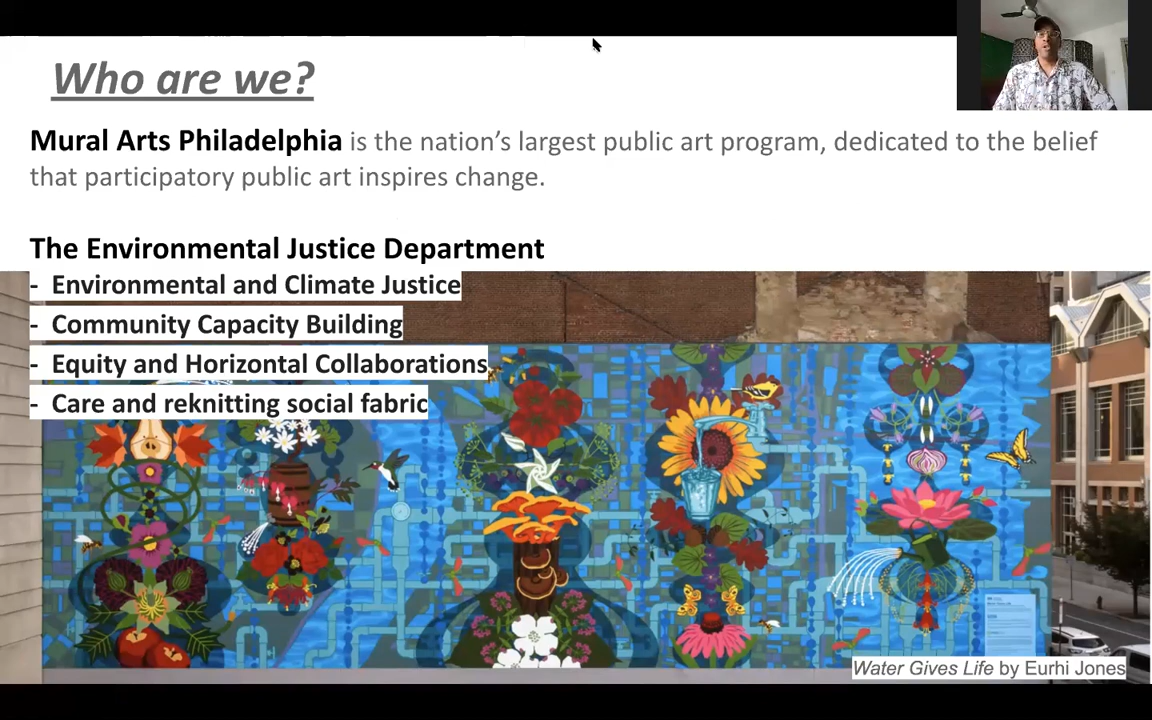 Who are we?
Mural Arts Philadelphia is the nation's largest public art program, dedicated to the belief
that participatory public art inspires change.
The Environmental Justice Department
- Environmental and Climate Justice
- Community Capacity Building
- Equity and Horizontal Collaborations
- Care and reknitting social fabric
Water Gives Life by Eurhi Jones